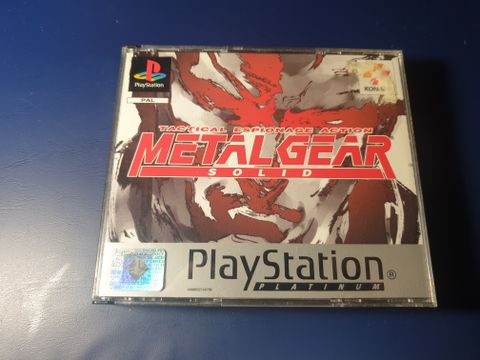 PlayStation
PAL
KONAMI
TACTICAL ESPIONAGE ACTION
METAL GEAR
SOLID
PlayStation®
PLATINUM